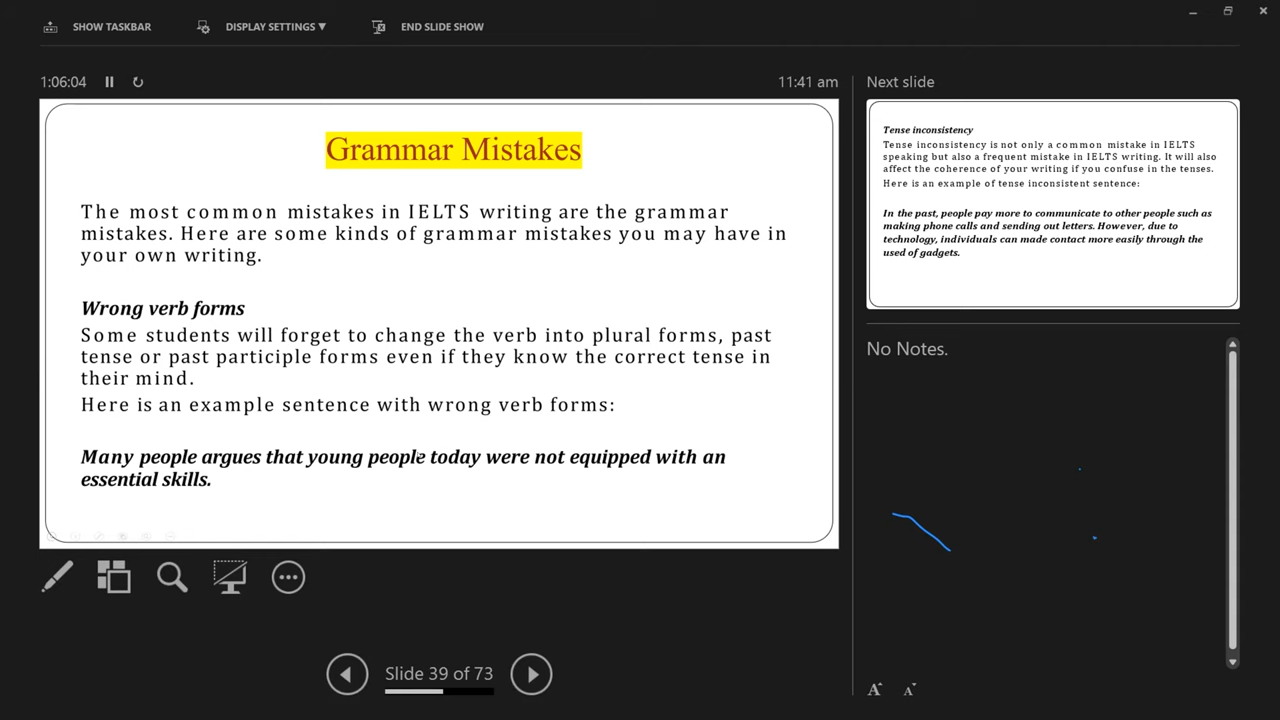 SHOW TASKBAR
DISPLAY SETTINGS ▼
END SLIDE SHOW
1:06:04
11:41 am
Grammar Mistakes
The most common mistakes in IELTS writing are the grammar
mistakes. Here are some kinds of grammar mistakes you may have in
your own writing.
Wrong verb forms
Some students will forget to change the verb into plural forms, past
tense or past participle forms even if they know the correct tense in
their mind.
Here is an example sentence with wrong verb forms:
Many people argues that young people today were not equipped with an
essential skills.
Slide 39 of 73
Next slide
Tense inconsistency
Tense inconsistency is not only a common mistake in IELTS
speaking but also a frequent mistake in IELTS writing. It will also
affect the coherence of your writing if you confuse in the tenses.
Here is an example of tense inconsistent sentence:
In the past, people pay more to communicate to other people such as
making phone calls and sending out letters. However, due to
technology, individuals can made contact more easily through the
used of gadgets.
No Notes.
A A